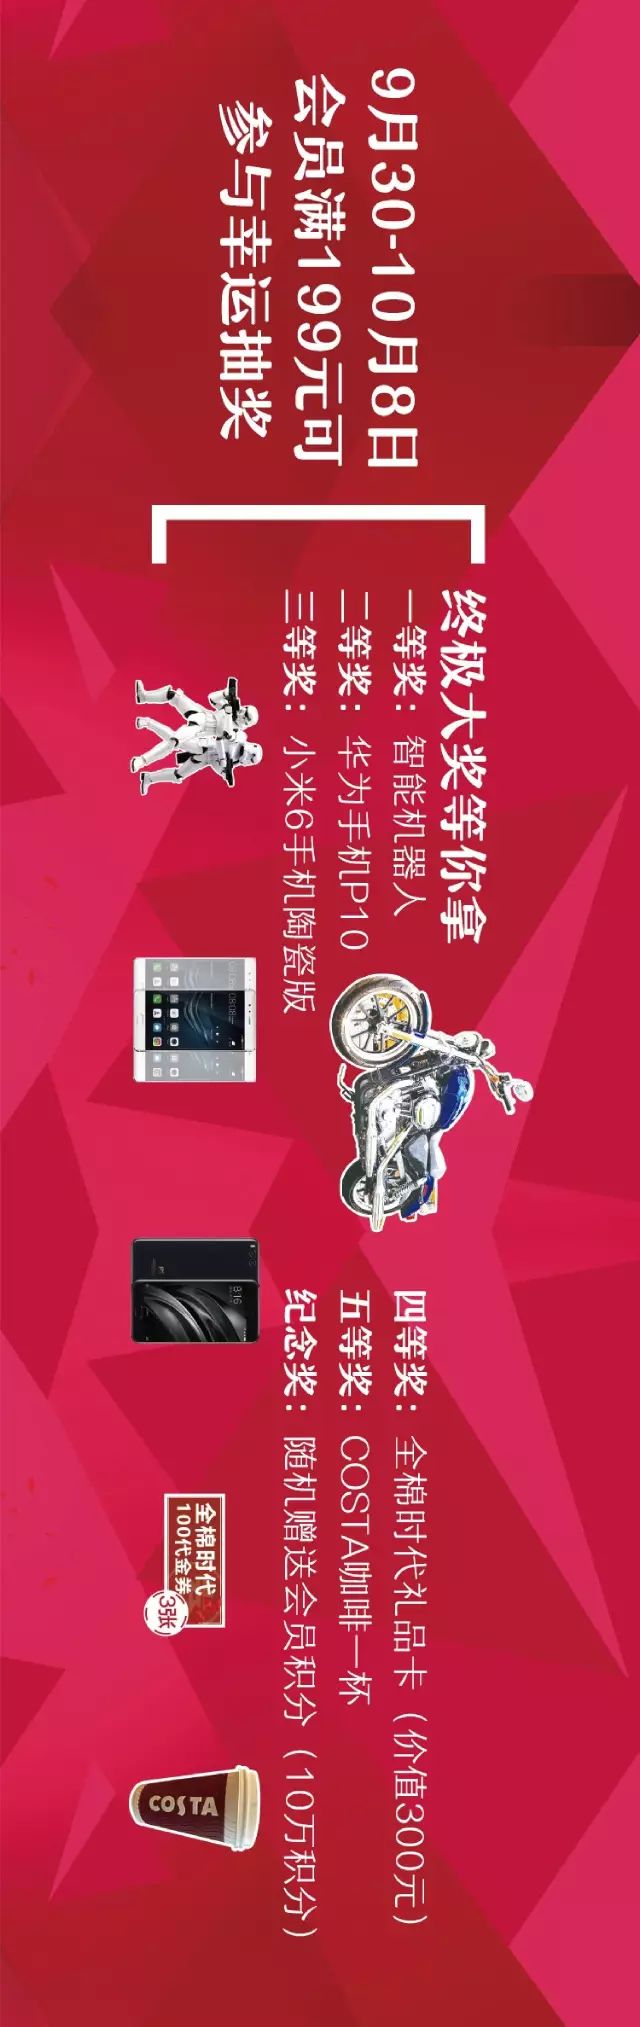 9月30-10月8日
会员满199元可
参与幸运抽奖
终极大奖等你拿
一等奖：智能机器人
二等奖：华为手机P10
三等奖：小米6手机陶瓷版
四等奖：全棉时代礼品卡（价值300元）
五等奖：COSTA咖啡一杯
纪念奖：随机赠送会员积分（10万积分）
08:08
8:16
全棉时代
100代金券
3张
COSTA